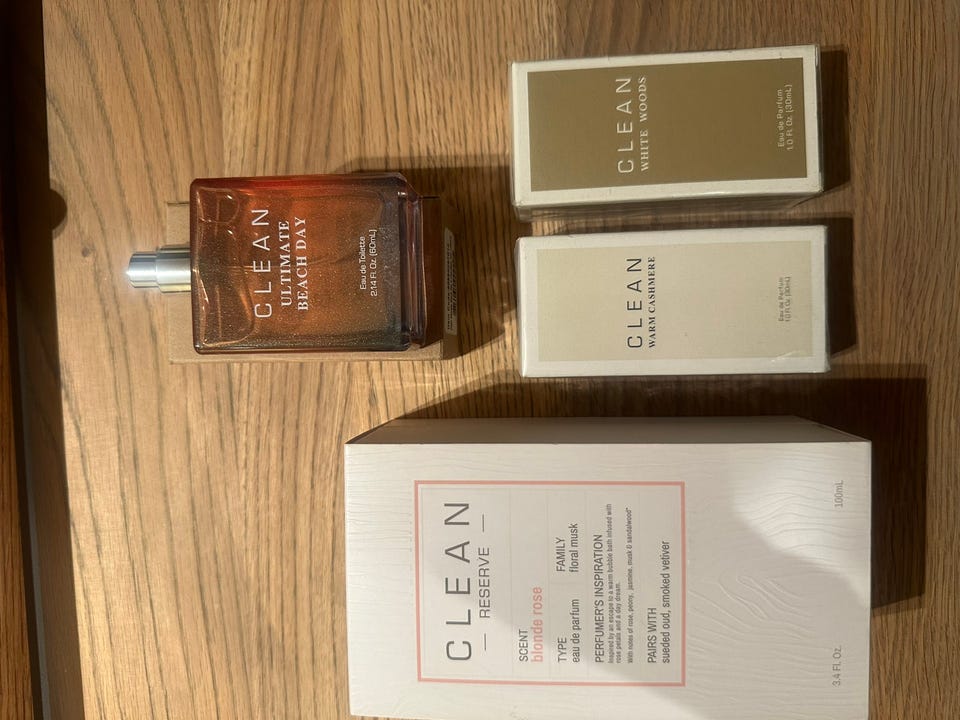 CLEAN
ULTIMATE
BEACH DAY
Eau de Toilette
2.14 Fl. Oz. (60mL)
CLEAN
WHITE WOODS
Eau de Parfum
1.0 Fl. Oz. (30mL)
CLEAN
WARM CASHMERE
Eau de Parfum
1.0 Fl. Oz. (30mL)
CLEAN
RESERVE
SCENT
blonde rose
TYPE
eau de parfum
FAMILY
floral musk
PERFUMER'S INSPIRATION
Inspired by an escape to a warm bubble bath infused with
rose petals and a day dream.
With notes of rose, peony, jasmine, musk & sandalwood*
PAIRS WITH
sueded oud, smoked vetiver
3.4 Fl. Oz.
100mL